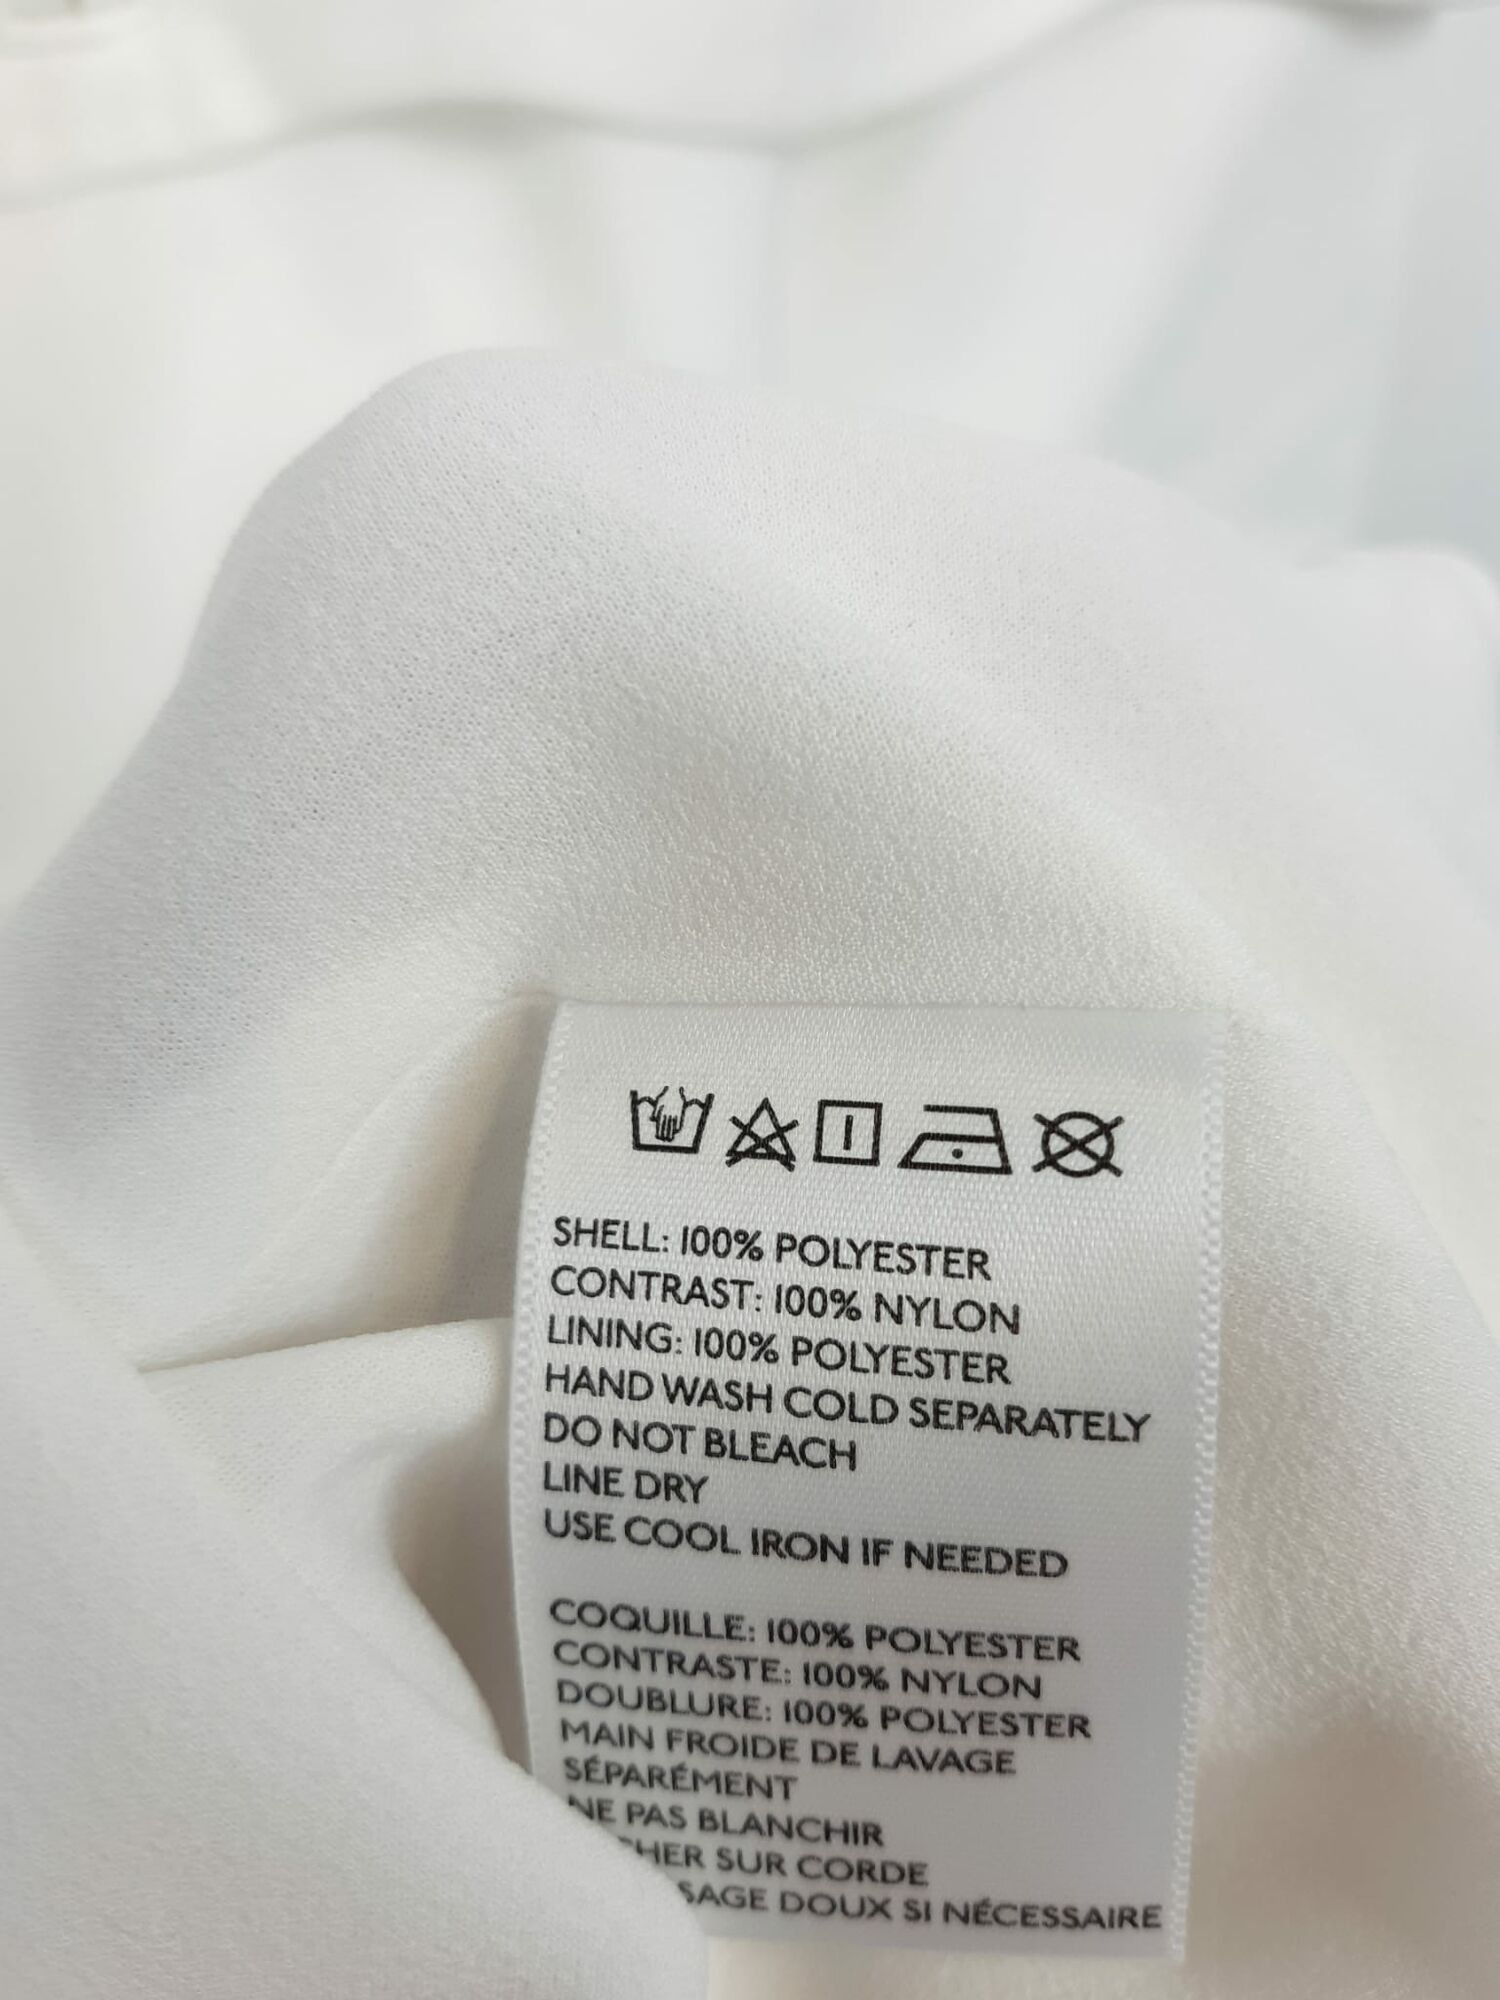 SHELL: 100% POLYESTER
CONTRAST: 100% NYLON
LINING: 100% POLYESTER
HAND WASH COLD SEPARATELY
DO NOT BLEACH
LINE DRY
USE COOL IRON IF NEEDED
COQUILLE: 100% POLYESTER
CONTRASTE: 100% NYLON
DOUBLURE: 100% POLYESTER
MAIN FROIDE DE LAVAGE
SÉPARÉMENT
NE PAS BLANCHIR
SUR CORDE
DOUX SI NÉCESSAIRE